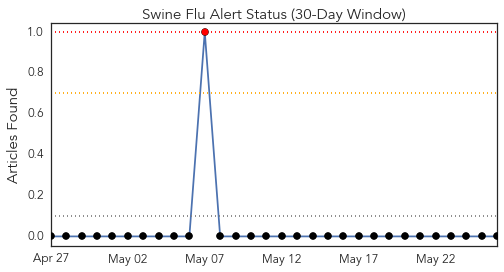 Swine Flu Alert Status (30-Day Window)
Articles Found
1.0
0.8
0.6
0.4
0.2
0.0
Apr 27 May 02 May 07 May 12 May 17 May 22